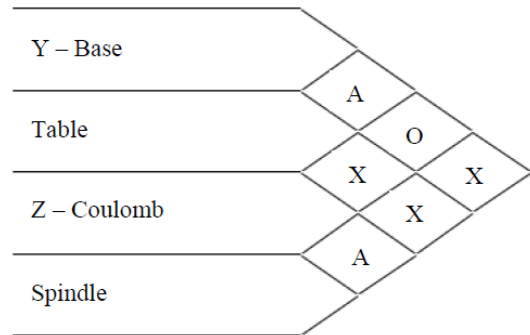 Y – Base
A
Table
O
X
X
Z – Coulomb
X
A
Spindle